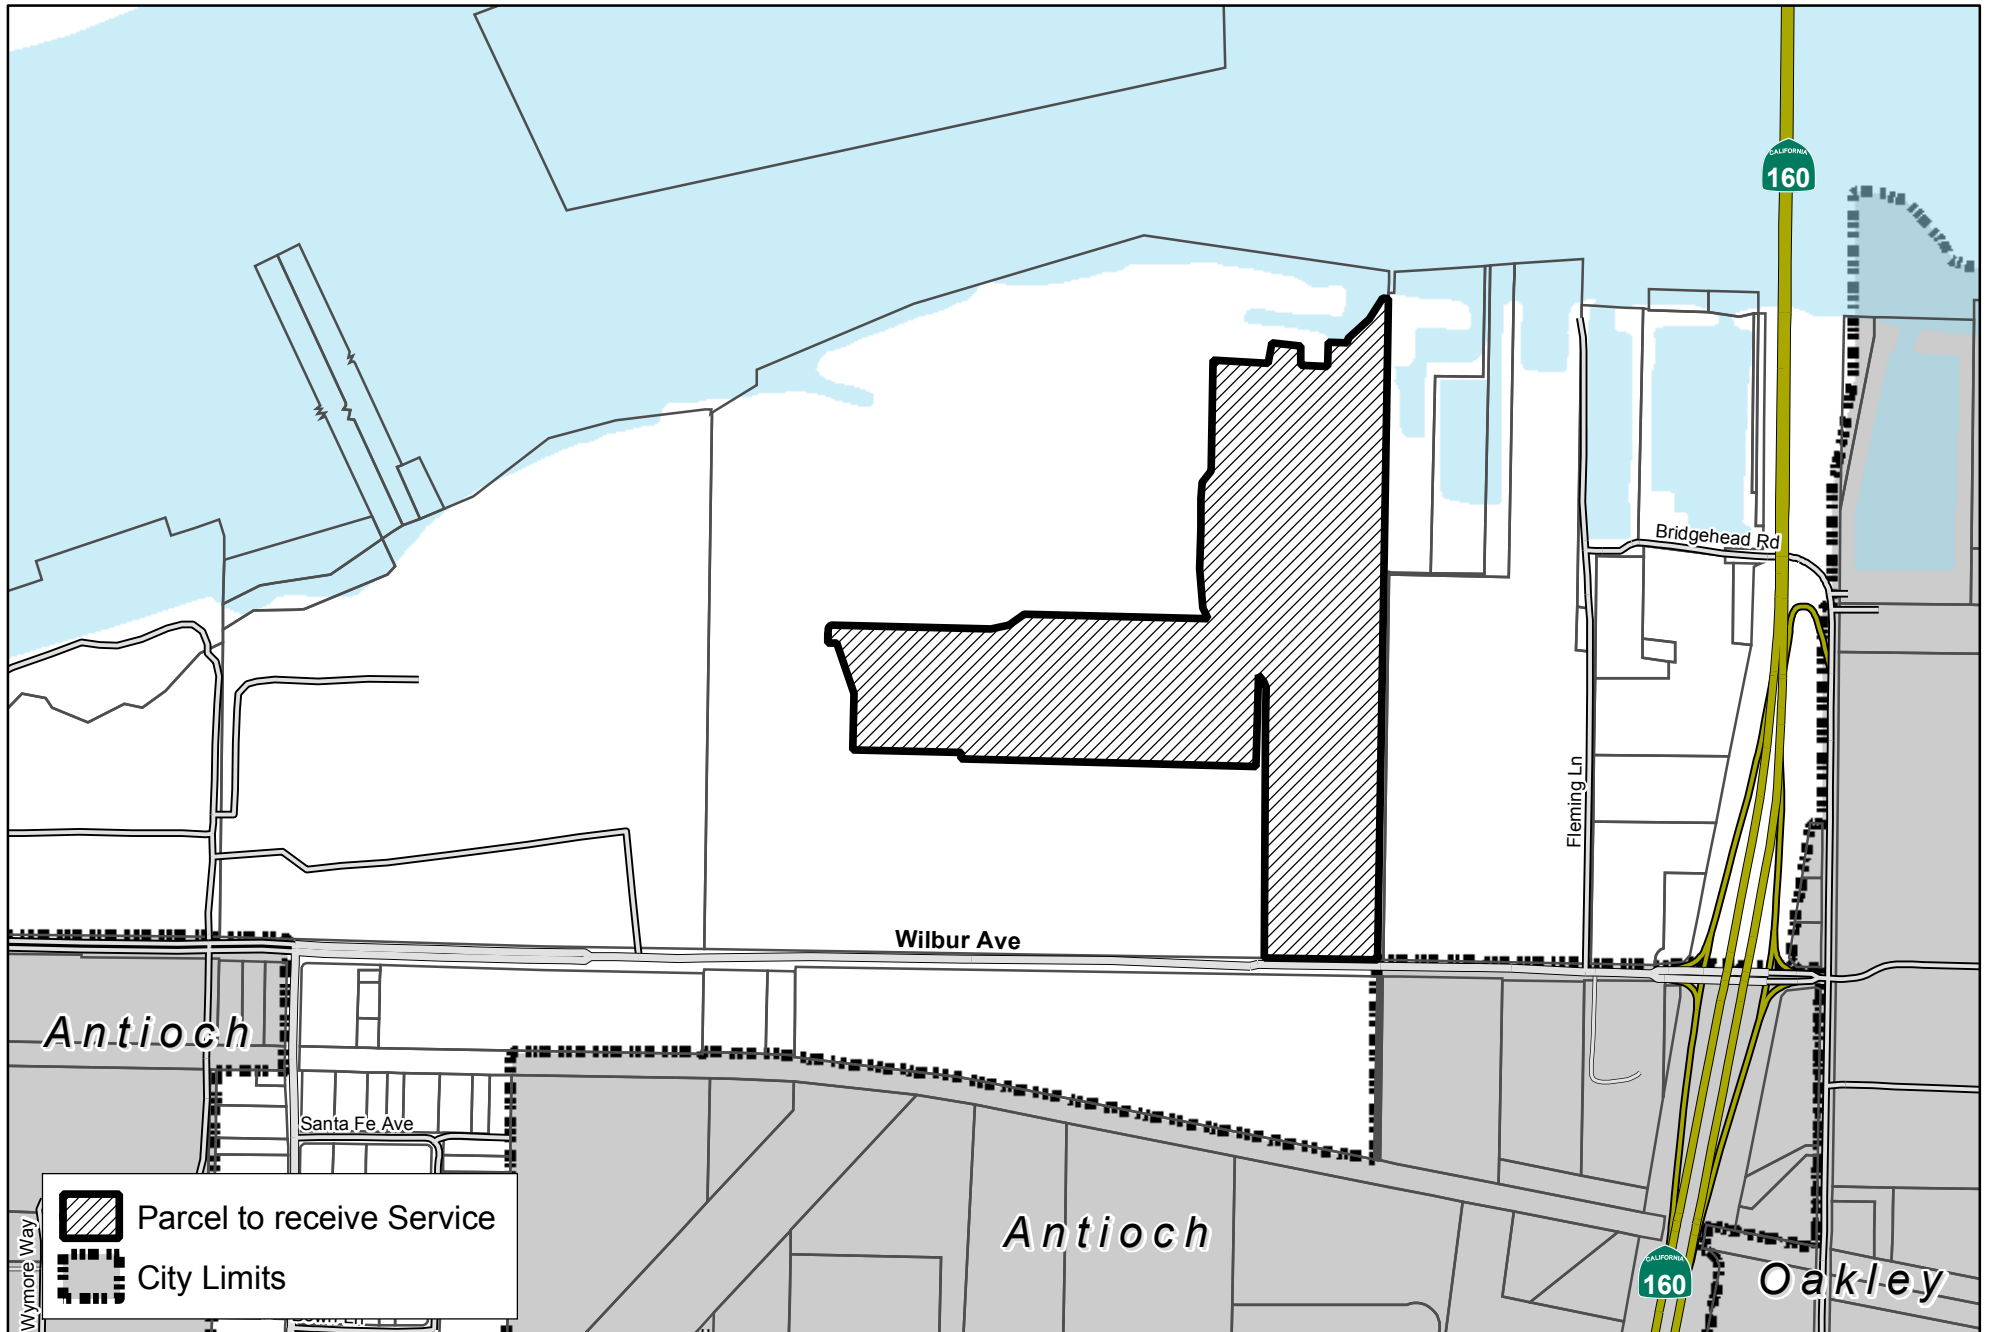 CALIFORNIA
160
Bridgehead Rd
Fleming Ln
Wilbur Ave
Antioch
Santa Fe Ave
Parcel to receive Service
City Limits
Wymore Way
Antioch
CALIFORNIA
160
Oakley